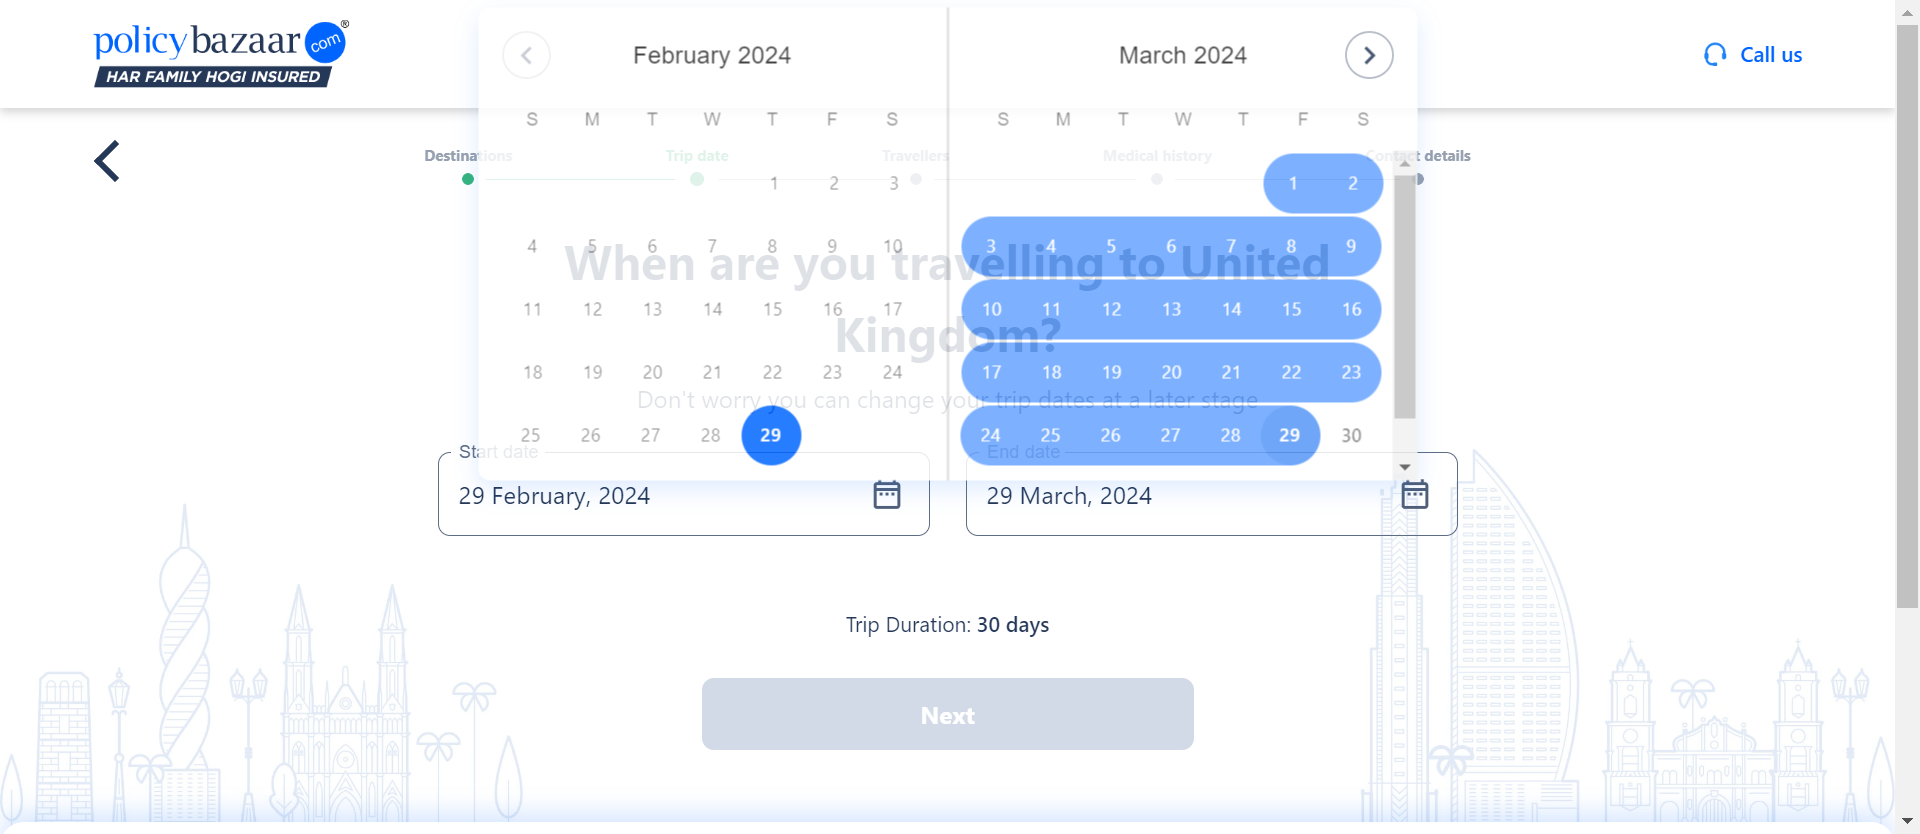 policybazaar.com®
HAR FAMILY HOGI INSURED
Call us
February 2024
March 2024
S M T W T F S
S M T W T F S
Destinations
Trip date
Travellers
Medical history
Contact details
1 2 3
1 2
4 5 6 7 8 9 10
3 4 5 6 7 8 9
When are you travelling to United
Kingdom?
11 12 13 14 15 16 17
10 11 12 13 14 15 16
18 19 20 21 22 23 24
17 18 19 20 21 22 23
Don't worry you can change your trip dates at a later stage
25 26 27 28 29
24 25 26 27 28 29 30
Start date
29 February, 2024
End date
29 March, 2024
Trip Duration: 30 days
Next